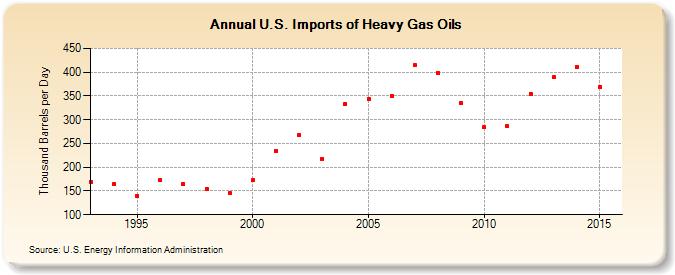 Annual U.S. Imports of Heavy Gas Oils
Thousand Barrels per Day
450
400
350
300
250
200
150
100
1995 2000 2005 2010 2015
Source: U.S. Energy Information Administration